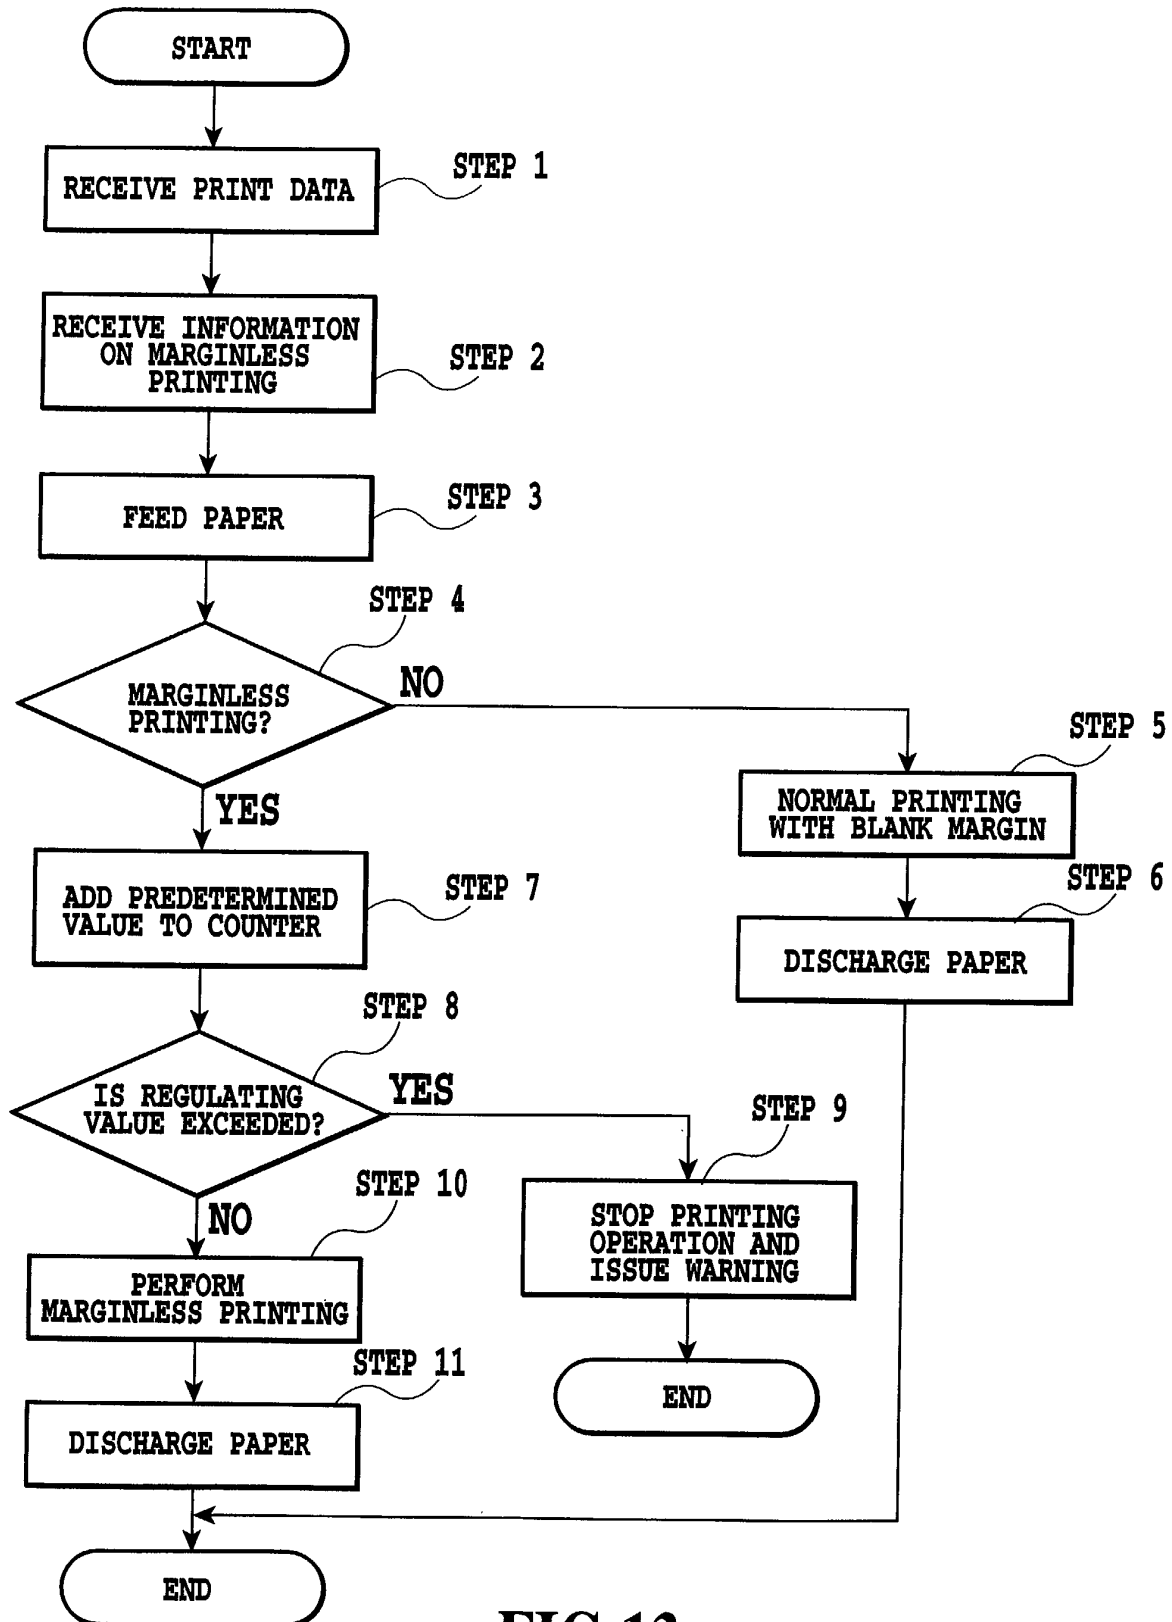 START
RECEIVE PRINT DATA
STEP 1
RECEIVE INFORMATION
ON MARGINLESS
PRINTING
STEP 2
FEED PAPER
STEP 3
STEP 4
MARGINLESS
PRINTING?
NO
YES
STEP 5
NORMAL PRINTING
WITH BLANK MARGIN
STEP 6
DISCHARGE PAPER
ADD PREDETERMINED
VALUE TO COUNTER
STEP 7
STEP 8
IS REGULATING
VALUE EXCEEDED?
YES
NO
STEP 9
STOP PRINTING
OPERATION AND
ISSUE WARNING
END
STEP 10
PERFORM
MARGINLESS PRINTING
STEP 11
DISCHARGE PAPER
END